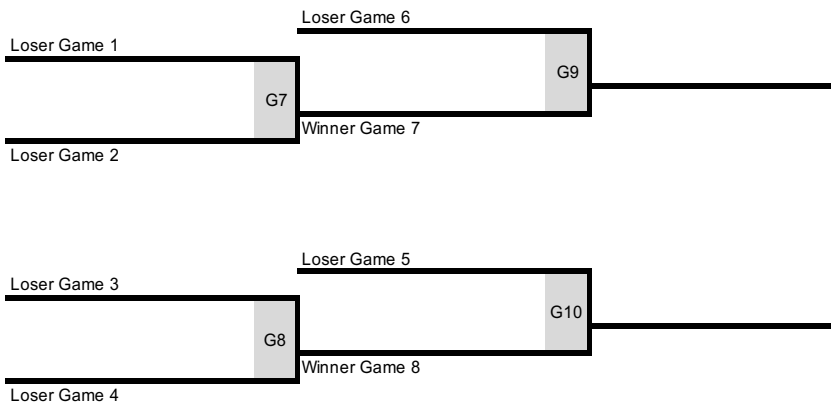 Loser Game 6
Loser Game 1
G9
G7
Winner Game 7
Loser Game 2
Loser Game 5
Loser Game 3
G10
G8
Winner Game 8
Loser Game 4